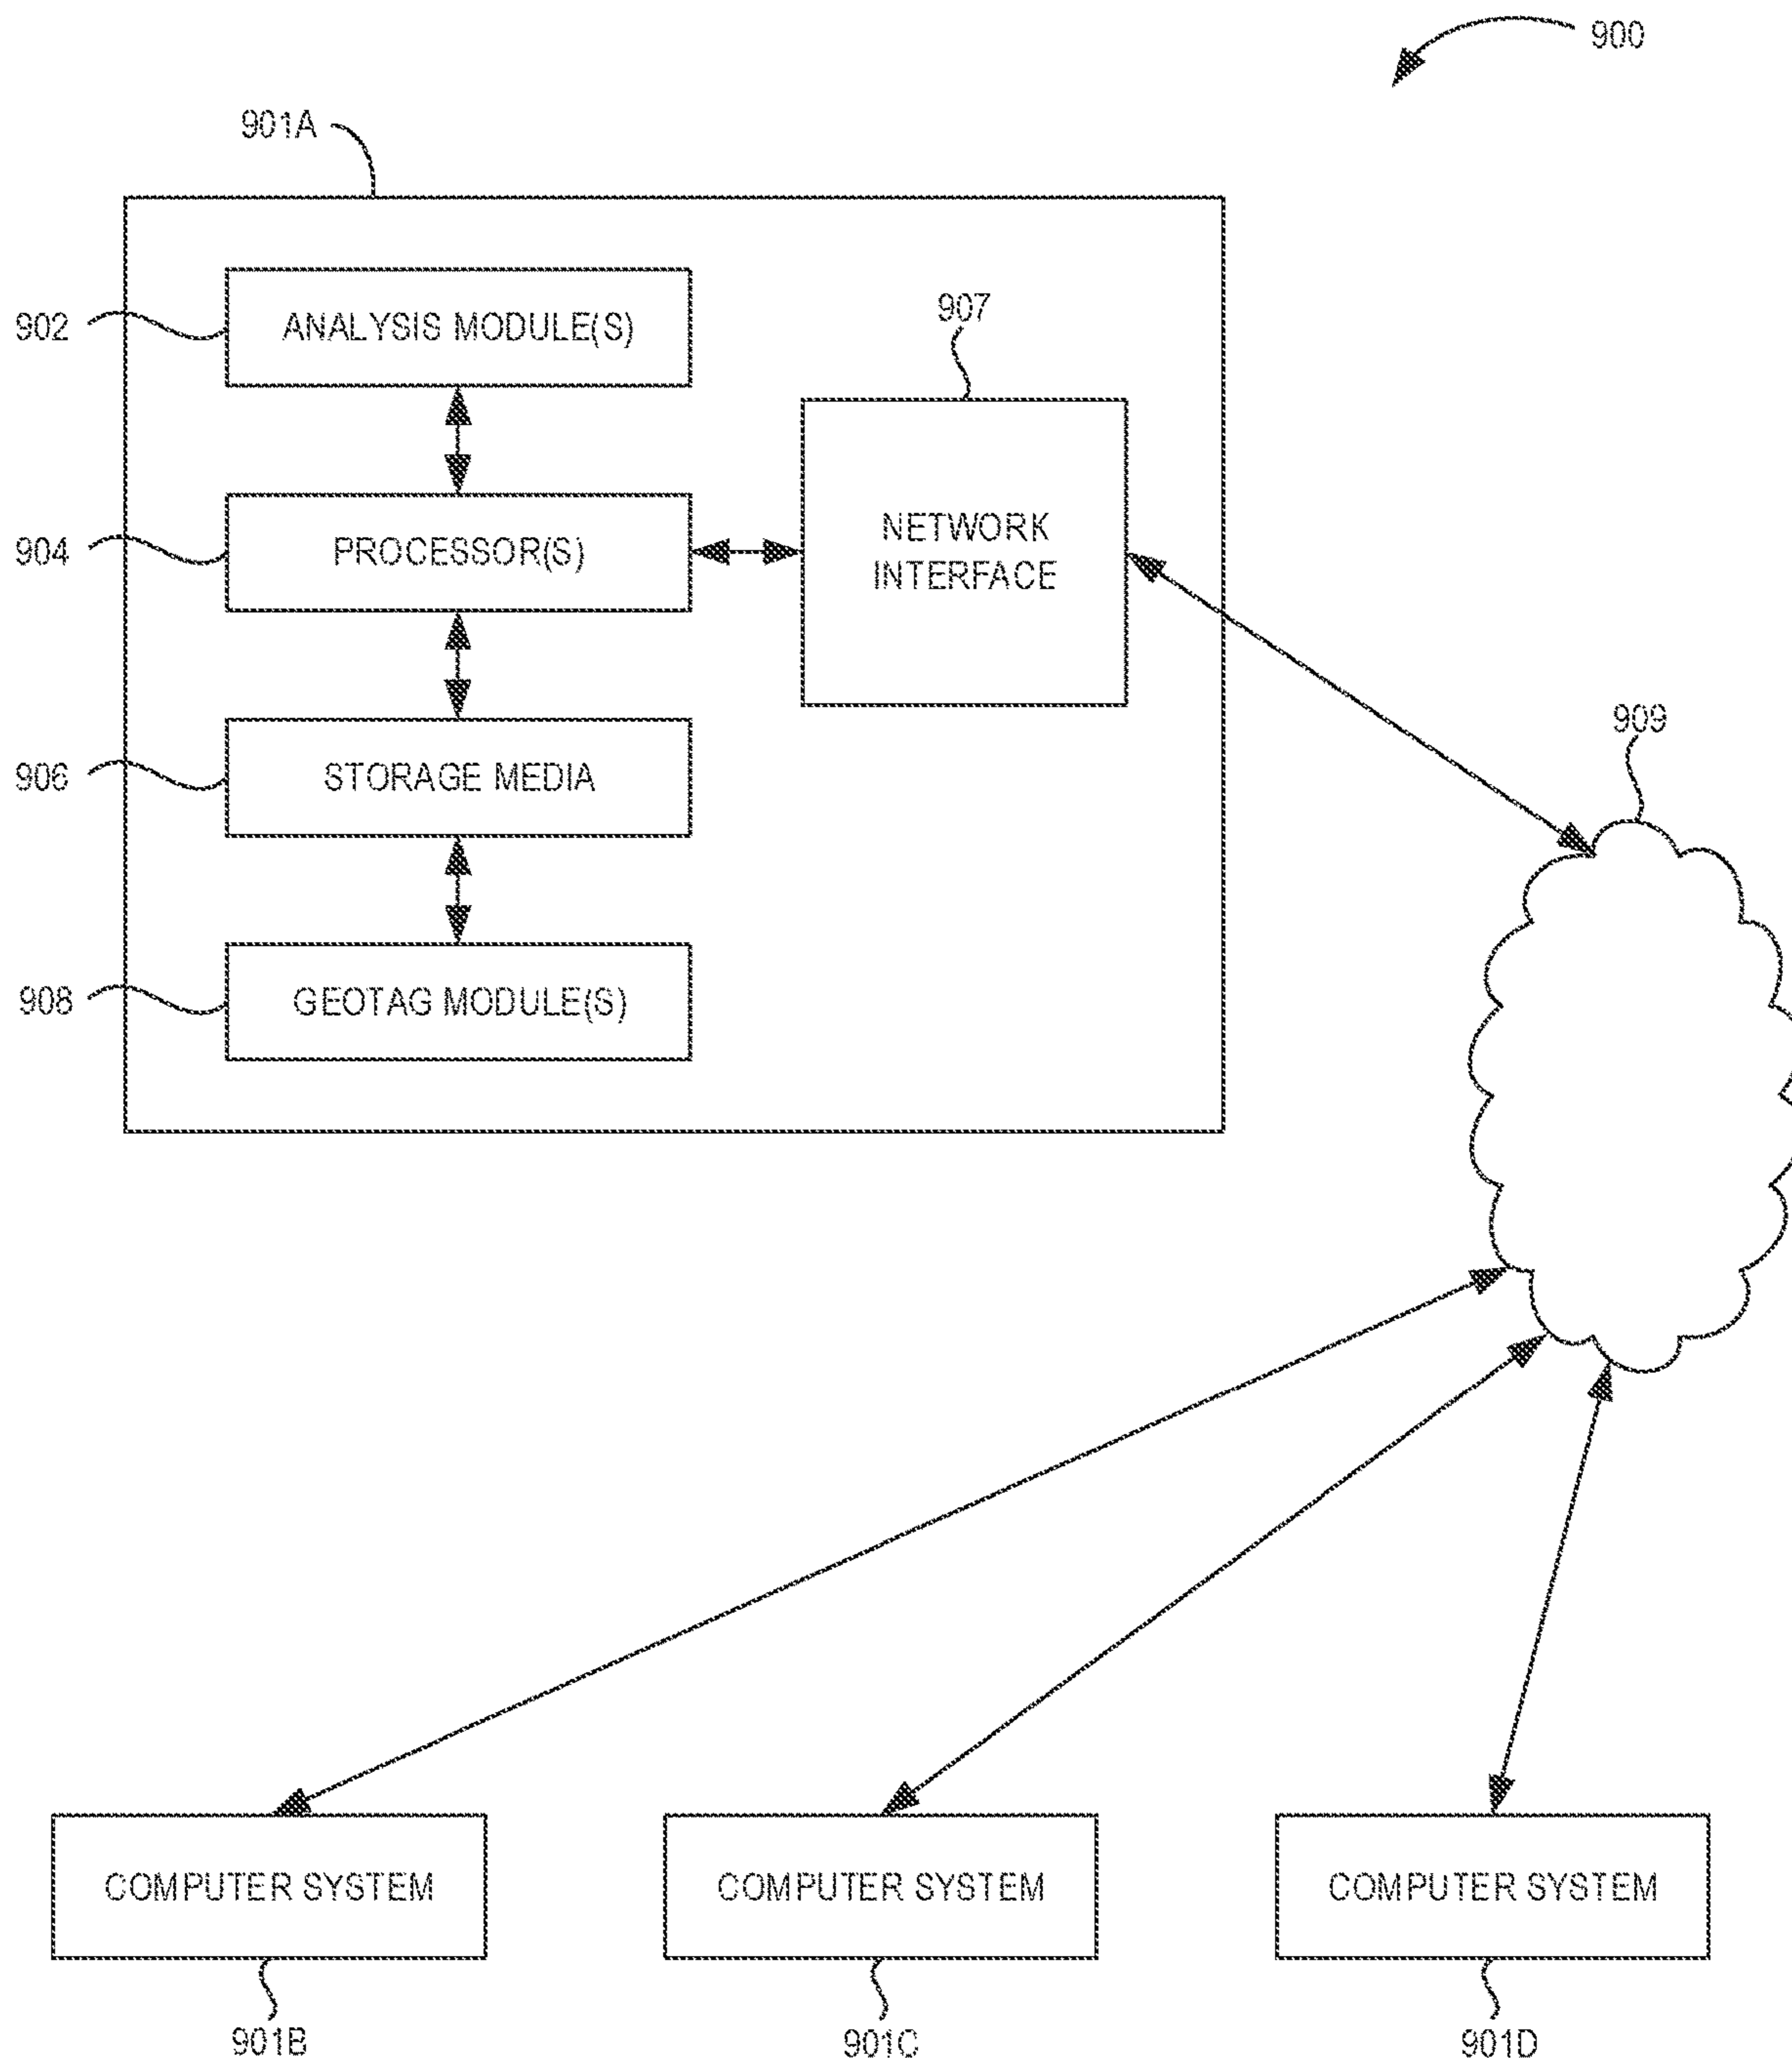 900
901A
902
ANALYSIS MODULE(S)
907
904
PROCESSOR(S)
NETWORK
INTERFACE
909
906
STORAGE MEDIA
908
GEOTAG MODULE(S)
COMPUTER SYSTEM
COMPUTER SYSTEM
COMPUTER SYSTEM
901B
901C
901D